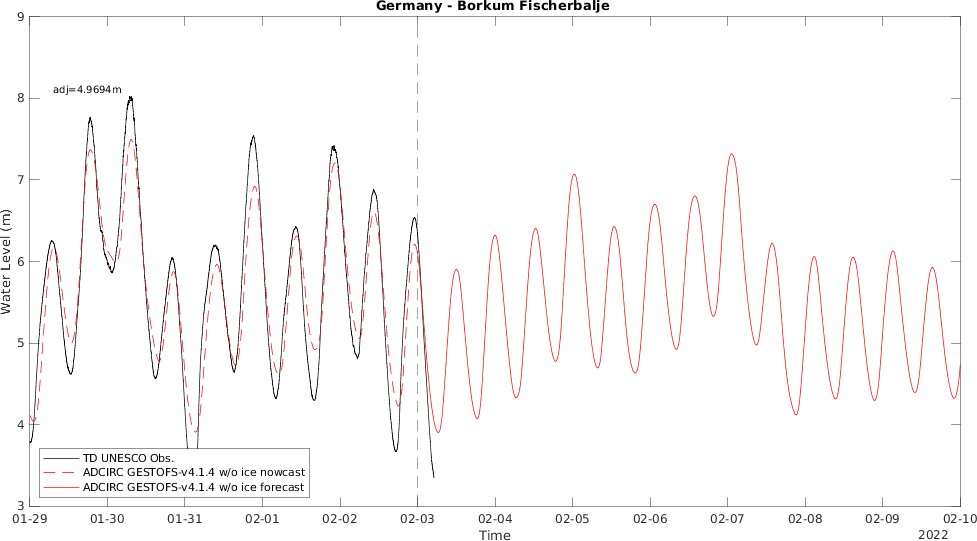 Germany - Borkum Fischerbalje
9
8
7
6
5
4
3
Water Level (m)
adj=4.9694m
TD UNESCO Obs.
ADCIRC GESTOFS-v4.1.4 w/o ice nowcast
ADCIRC GESTOFS-v4.1.4 w/o ice forecast
01-29 01-30 01-31 02-01 02-02 02-03 02-04 02-05 02-06 02-07 02-08 02-09 02-10
Time
2022